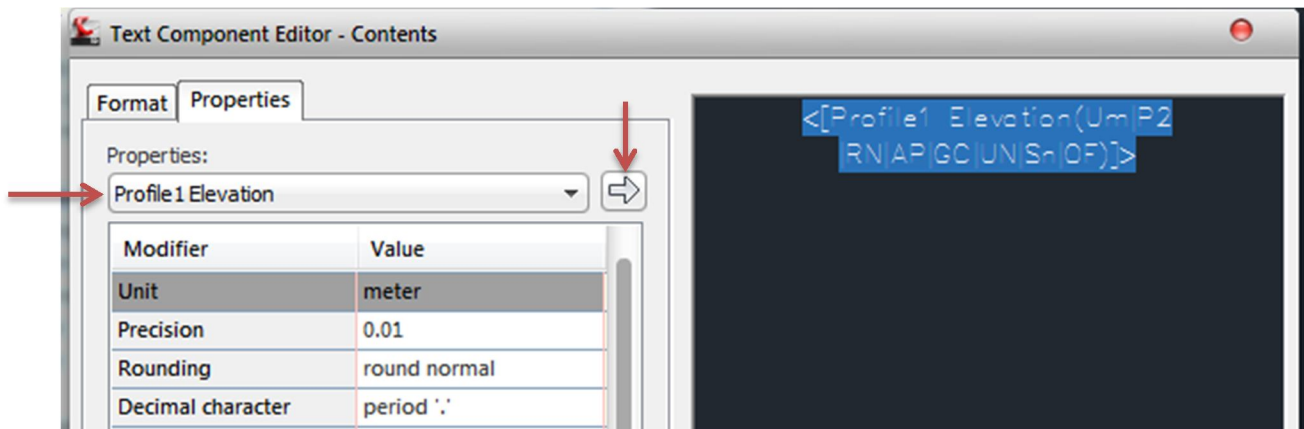 Text Component Editor - Contents
Format
Properties
Properties:
Profile1 Elevation
Modifier Value
Unit meter
Precision 0.01
Rounding round normal
Decimal character period '.'
<[Profile1 Elevation(Um|P2
|RN|AP|GC|UN|Sn|OF)]>